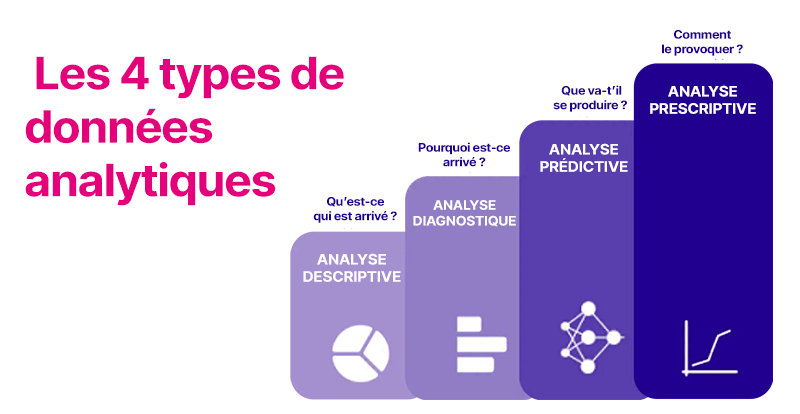 Les 4 types de
données
analytiques
Qu'est-ce
qui est arrivé ?
ANALYSE
DESCRIPTIVE
Pourquoi est-ce
arrivé ?
ANALYSE
DIAGNOSTIQUE
Que va-t'il
se produire ?
ANALYSE
PRÉDICTIVE
Comment
le provoquer ?
ANALYSE
PRESCRIPTIVE